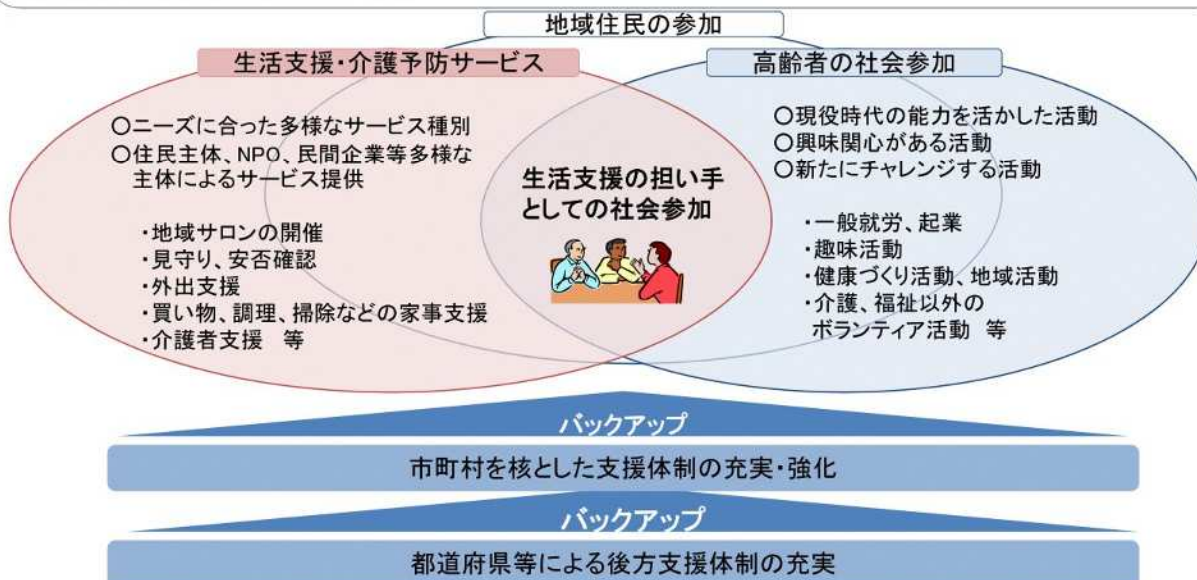 地域住民の参加
生活支援・介護予防サービス
○ニーズに合った多様なサービス種別
○住民主体、NPO、民間企業等多様な
主体によるサービス提供
・地域サロンの開催
・見守り、安否確認
・外出支援
・買い物、調理、掃除などの家事支援
・介護者支援 等
生活支援の担い手
としての社会参加
高齢者の社会参加
○現役時代の能力を活かした活動
○興味関心がある活動
○新たにチャレンジする活動
・一般就労、起業
・趣味活動
・健康づくり活動、地域活動
・介護、福祉以外の
ボランティア活動 等
バックアップ
市町村を核とした支援体制の充実・強化
バックアップ
都道府県等による後方支援体制の充実